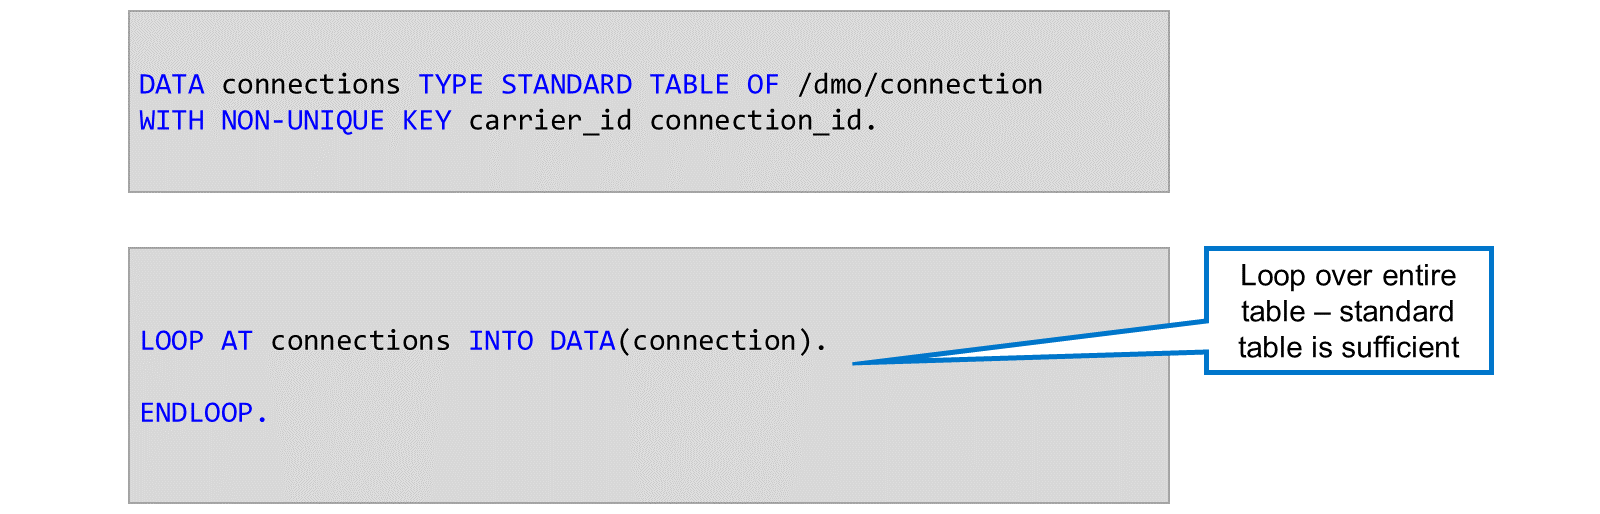 DATA connections TYPE STANDARD TABLE OF /dmo/connection
WITH NON-UNIQUE KEY carrier_id connection_id.
LOOP AT connections INTO DATA(connection).
ENDLOOP.
Loop over entire
table – standard
table is sufficient